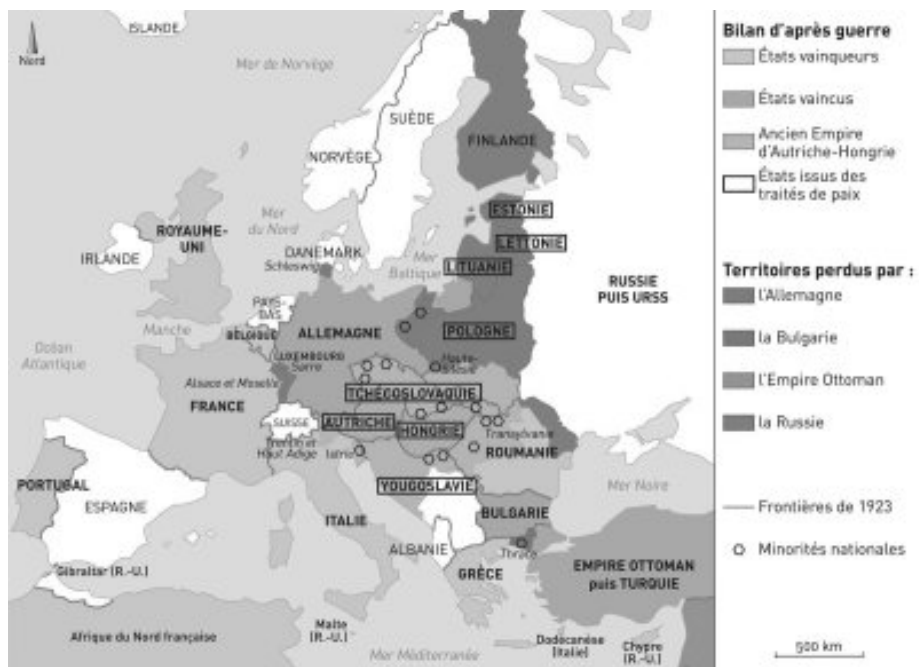 ISLANDE
Nord
Mer de Norvège
SUÈDE
NORVÈGE
FINLANDE
ESTONIE
LETTONIE
LITUANIE
Mer
du Nord
DANEMARK
Schleswig
Mer
Baltique
ROYAUME-
UNI
IRLANDE
RUSSIE
PUIS URSS
PAYS-
BAS
BELGIQUE
ALLEMAGNE
POLOGNE
Manche
LUXEMBOURG
Sarre
Haute-
Silésie
Océan
Atlantique
Alsace et Moselle
FRANCE
TCHÉCOSLOVAQUIE
SUISSE
AUTRICHE
HONGRIE
Transylvanie
Trentin et
Haut Adige
Istrie
ROUMANIE
YOUGOSLAVIE
Mer Noire
PORTUGAL
ESPAGNE
ITALIE
BULGARIE
ALBANIE
Thrace
GRÈCE
EMPIRE OTTOMAN
puis TURQUIE
Gibraltar (R.-U.)
Afrique du Nord française
Malte
(R.-U.)
Mer Méditerranée
Dodécanèse
(Italie)
Chypre
(R.-U.)
Bilan d'après guerre
États vainqueurs
États vaincus
Ancien Empire
d'Autriche-Hongrie
États issus des
traités de paix
Territoires perdus par :
l'Allemagne
la Bulgarie
l'Empire Ottoman
la Russie
Frontières de 1923
Minorités nationales
500 km